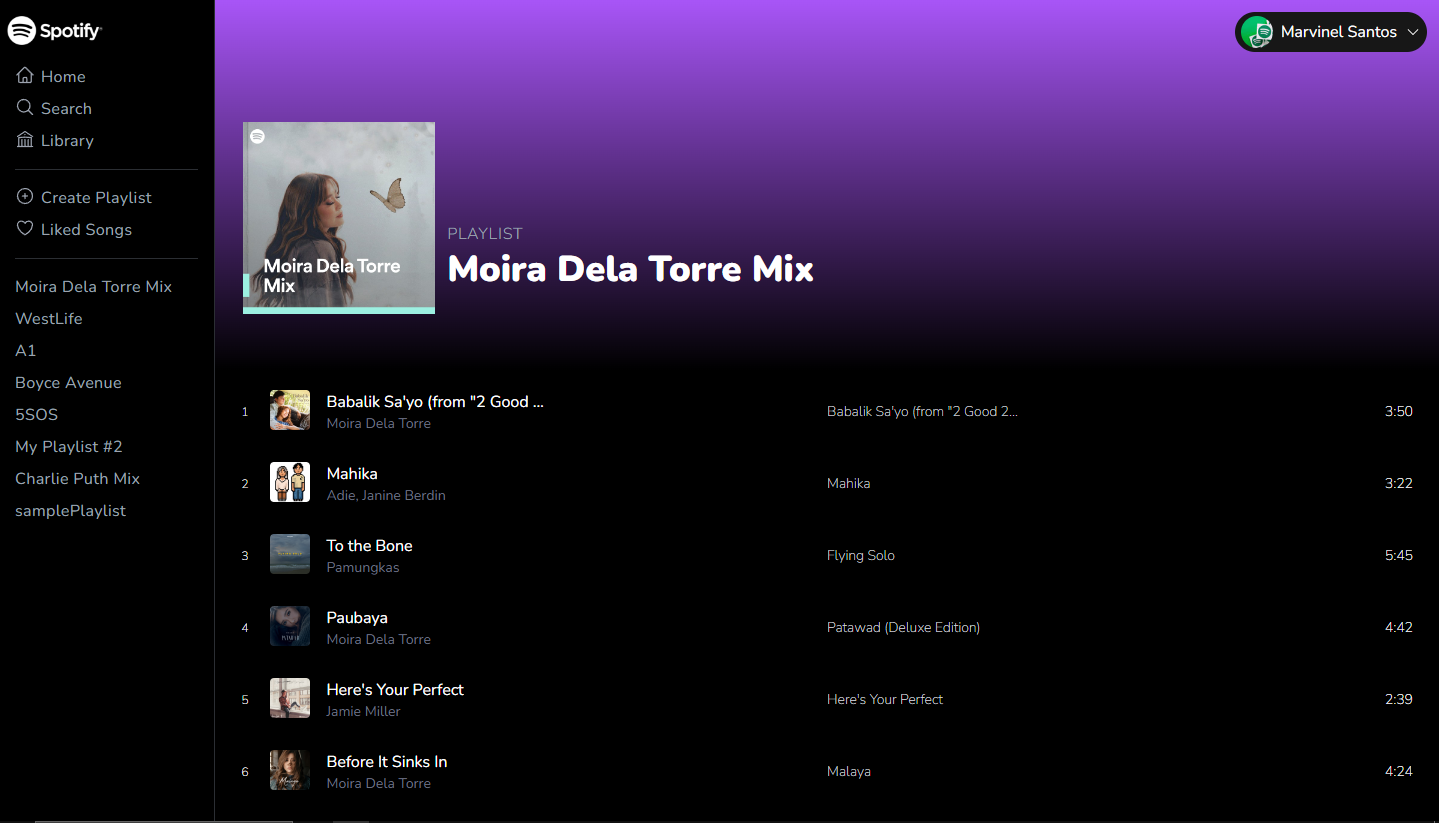 Spotify
Home
Search
Library
Create Playlist
Liked Songs
Moira Dela Torre Mix
WestLife
A1
Boyce Avenue
5SOS
My Playlist #2
Charlie Puth Mix
samplePlaylist
Marvinel Santos
Moira Dela Torre
Mix
PLAYLIST
Moira Dela Torre Mix
1 Babalik Sa'yo (from "2 Good ... Babalik Sa'yo (from "2 Good 2... 3:50
Moira Dela Torre
2 Mahika Mahika 3:22
Adie, Janine Berdin
3 To the Bone Flying Solo 5:45
Pamungkas
4 Paubaya Patawad (Deluxe Edition) 4:42
Moira Dela Torre
5 Here's Your Perfect Here's Your Perfect 2:39
Jamie Miller
6 Before It Sinks In Malaya 4:24
Moira Dela Torre